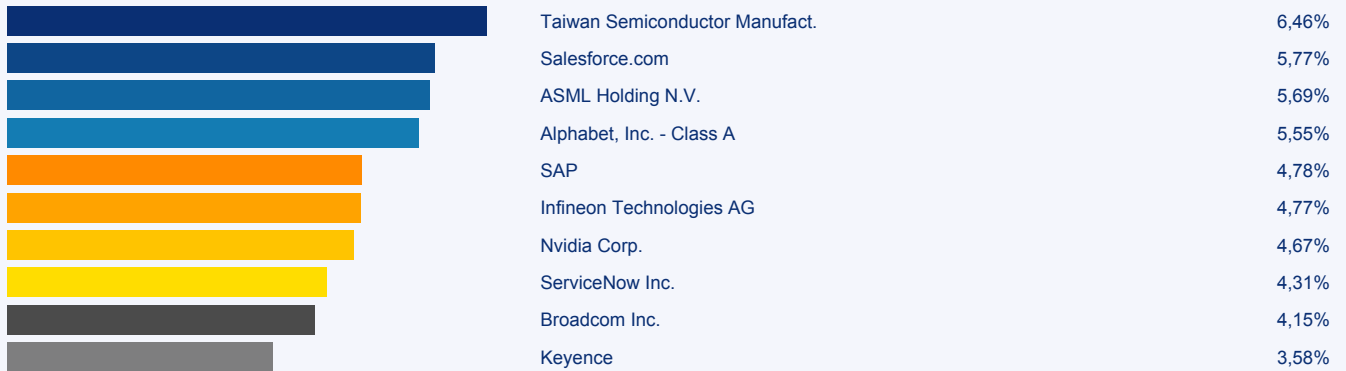 Taiwan Semiconductor Manufact. 6,46%
Salesforce.com 5,77%
ASML Holding N.V. 5,69%
Alphabet, Inc. - Class A 5,55%
SAP 4,78%
Infineon Technologies AG 4,77%
Nvidia Corp. 4,67%
ServiceNow Inc. 4,31%
Broadcom Inc. 4,15%
Keyence 3,58%